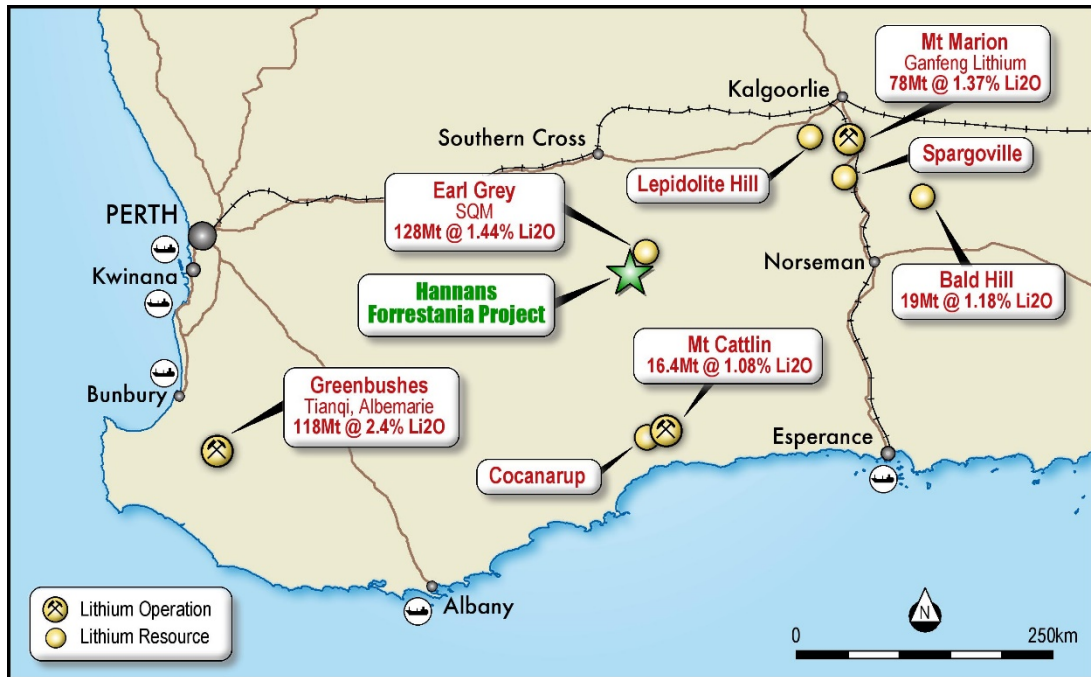 Mt Marion
Ganfeng Lithium
78Mt @ 1.37% Li2O
Kalgoorlie
Southern Cross
Lepidolite Hill
Spargoville
Earl Grey
SQM
128Mt @ 1.44% Li2O
PERTH
Kwinana
Norseman
Bald Hill
19Mt @ 1.18% Li2O
Hannans
Forrestania Project
Mt Cattlin
16.4Mt @ 1.08% Li2O
Bunbury
Greenbushes
Tianqi, Albemarie
118Mt @ 2.4% Li2O
Esperance
Cocanarup
Albany
Lithium Operation
Lithium Resource
N
0
250km